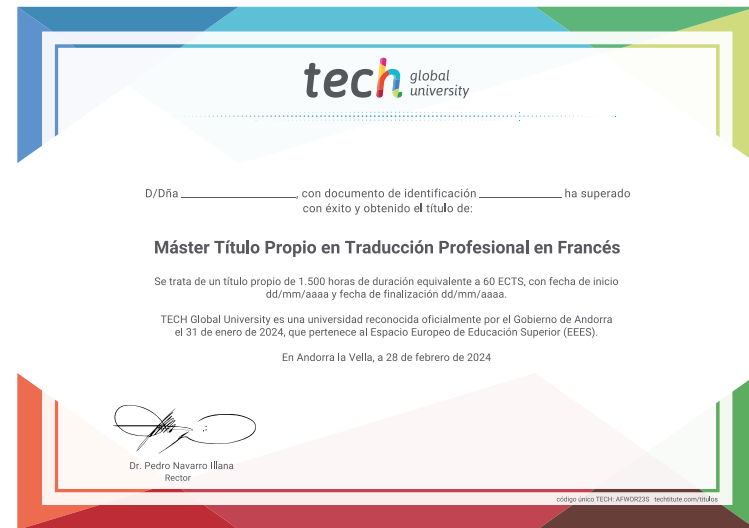 tech global
university
D/Dña ____________________, con documento de identificación ______________ ha superado
con éxito y obtenido el título de:
Máster Título Propio en Traducción Profesional en Francés
Se trata de un título propio de 1.500 horas de duración equivalente a 60 ECTS, con fecha de inicio
dd/mm/aaaa y fecha de finalización dd/mm/aaaa.
TECH Global University es una universidad reconocida oficialmente por el Gobierno de Andorra
el 31 de enero de 2024, que pertenece al Espacio Europeo de Educación Superior (EEES).
En Andorra la Vella, a 28 de febrero de 2024
Dr. Pedro Navarro Illana
Rector
código único TECH: AFWOR23S techtitute.com/titulos